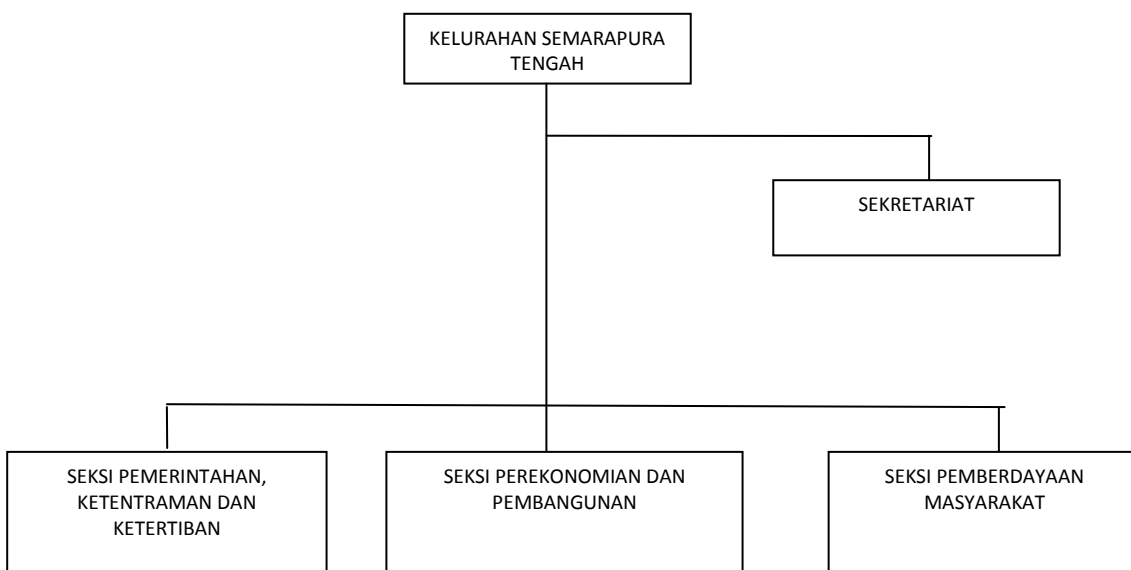 KELURAHAN SEMARAPURA
TENGAH
SEKRETARIAT
SEKSI PEMERINTAHAN,
KETENTRAMAN DAN
KETERTIBAN
SEKSI PEREKONOMIAN DAN
PEMBANGUNAN
SEKSI PEMBERDAYAAN
MASYARAKAT